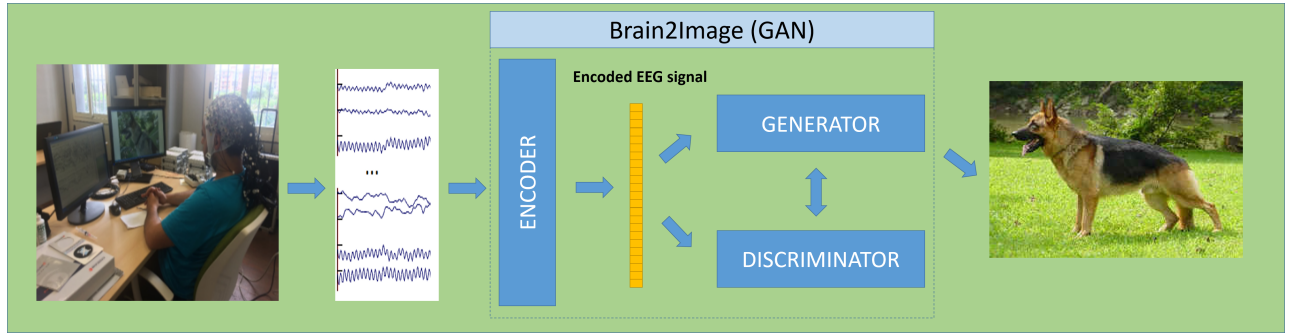 Brain2Image (GAN)
Encoded EEG signal
ENCODER
GENERATOR
DISCRIMINATOR